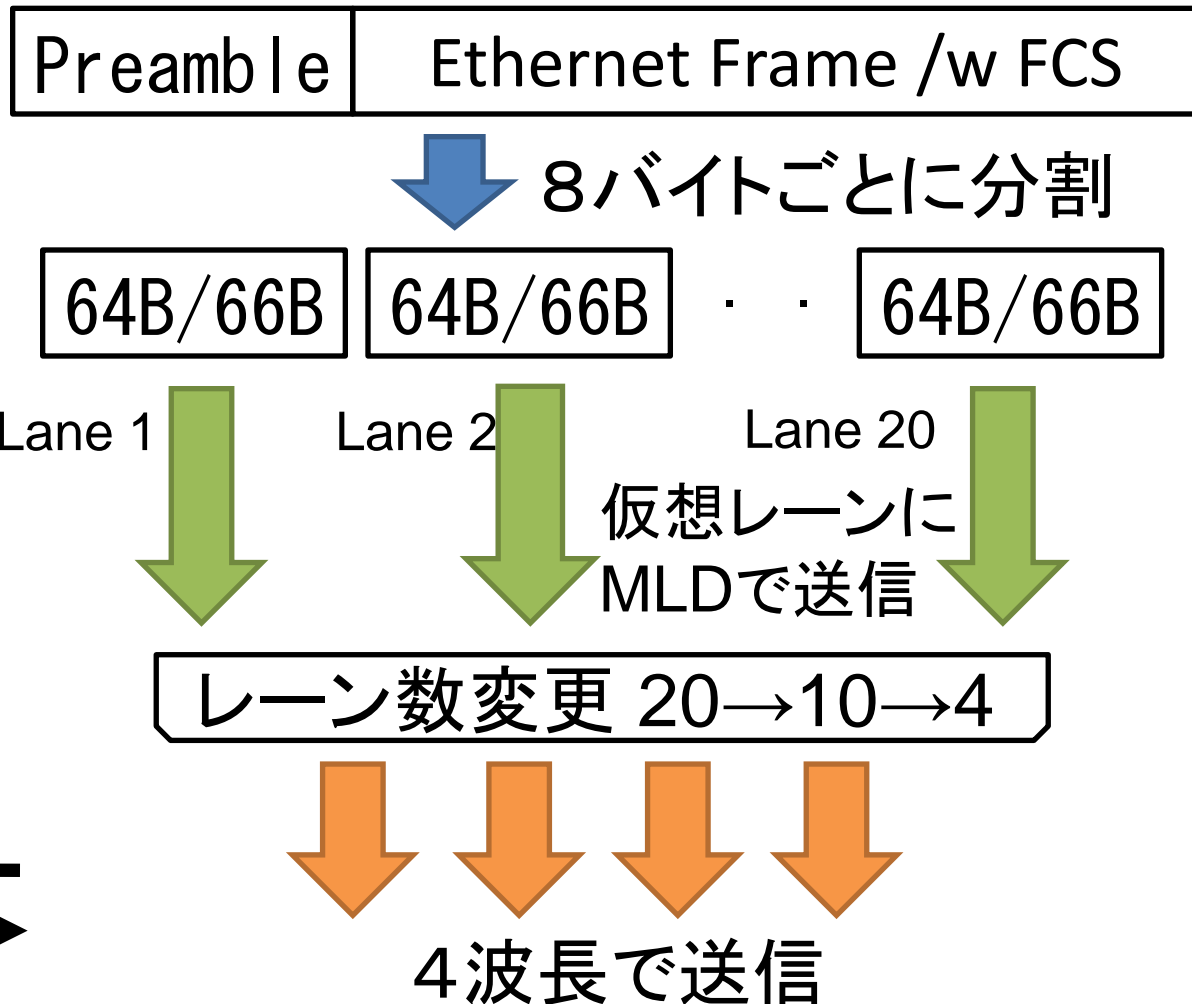 Preamble Ethernet Frame /w FCS
８バイトごとに分割
64B/66B 64B/66B ・・ 64B/66B
Lane 1 Lane 2 Lane 20
仮想レーンに
MLDで送信
レーン数変更 20→10→4
４波長で送信